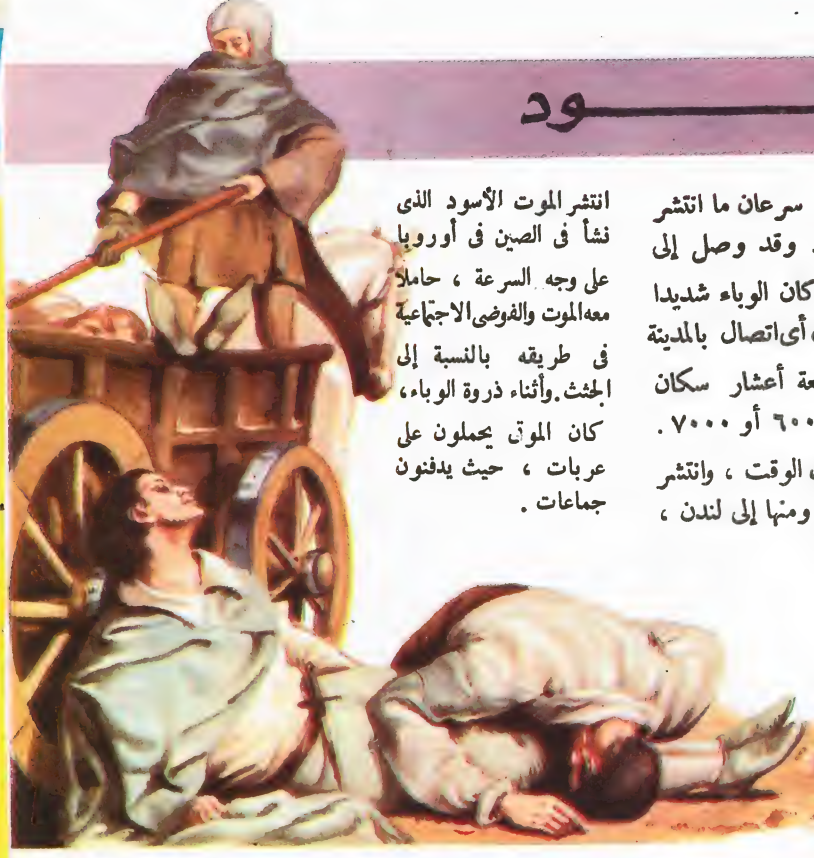 ـــود
سرعان ما انتشر
وقد وصل إلى
كان الوباء شديدا
أى اتصال بالمدينة
عة أعشار سكان
٦٠٠٠ أو ٧٠٠٠ .
الوقت ، وانتشر
ومنها إلى لندن ،
انتشر الموت الأسود الذى
نشأ فى الصين فى أوروبا
على وجه السرعة ، حاملا
معه الموت والفوضى الاجتماعية
فى طريقه بالنسبة إلى
الجثث . وأثناء ذروة الوباء ،
كان الموتى يحملون على
عربات ، حيث يدفنون
جماعات .